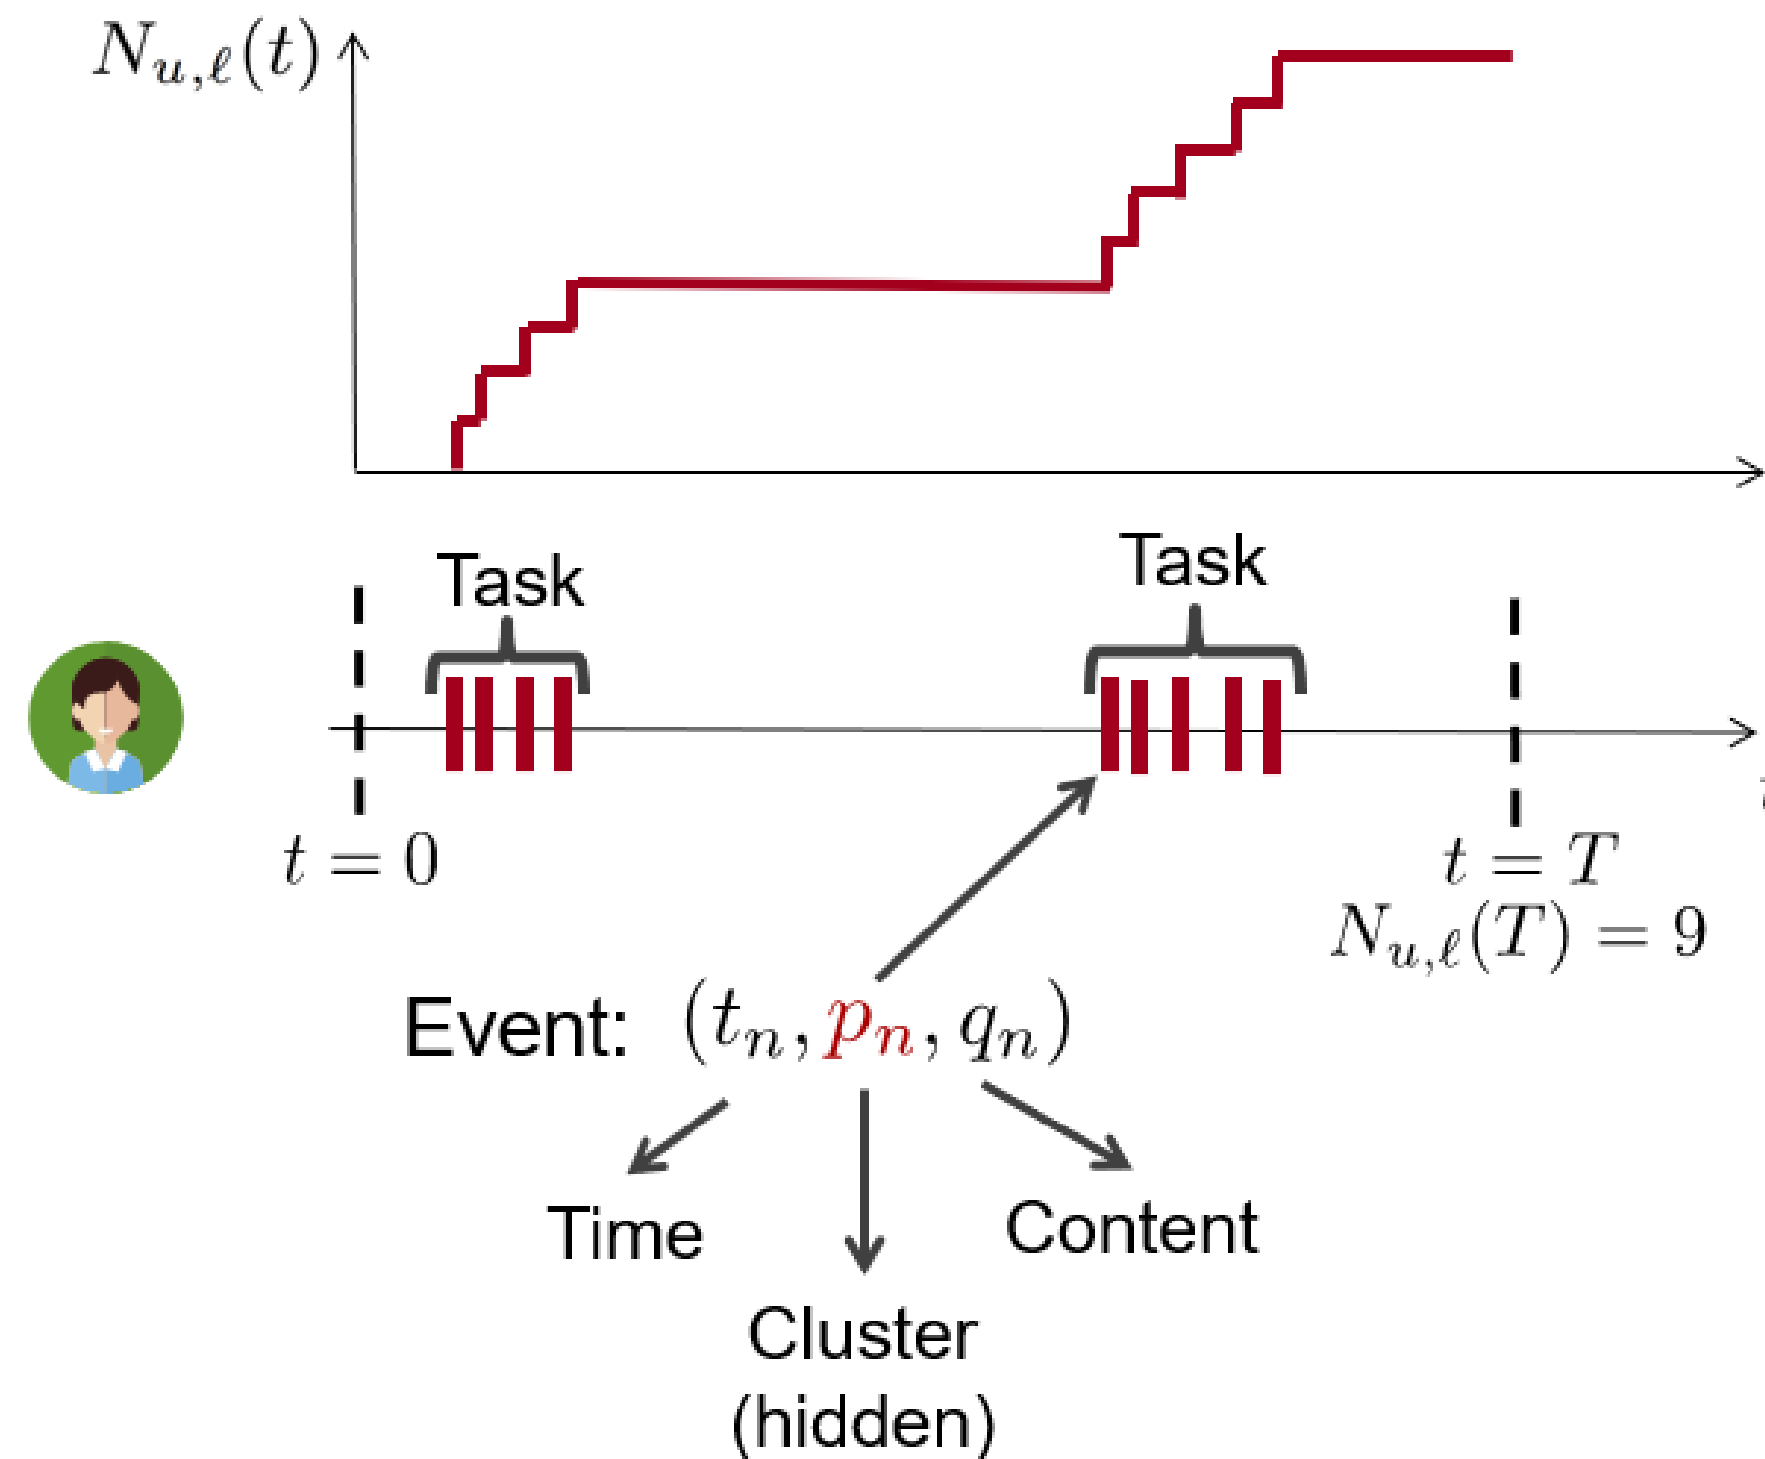 N_{u,ℓ}(t)
Task
Task
t = 0
t = T
N_{u,ℓ}(T) = 9
Event: (t_n, p_n, q_n)
Time
Content
Cluster
(hidden)